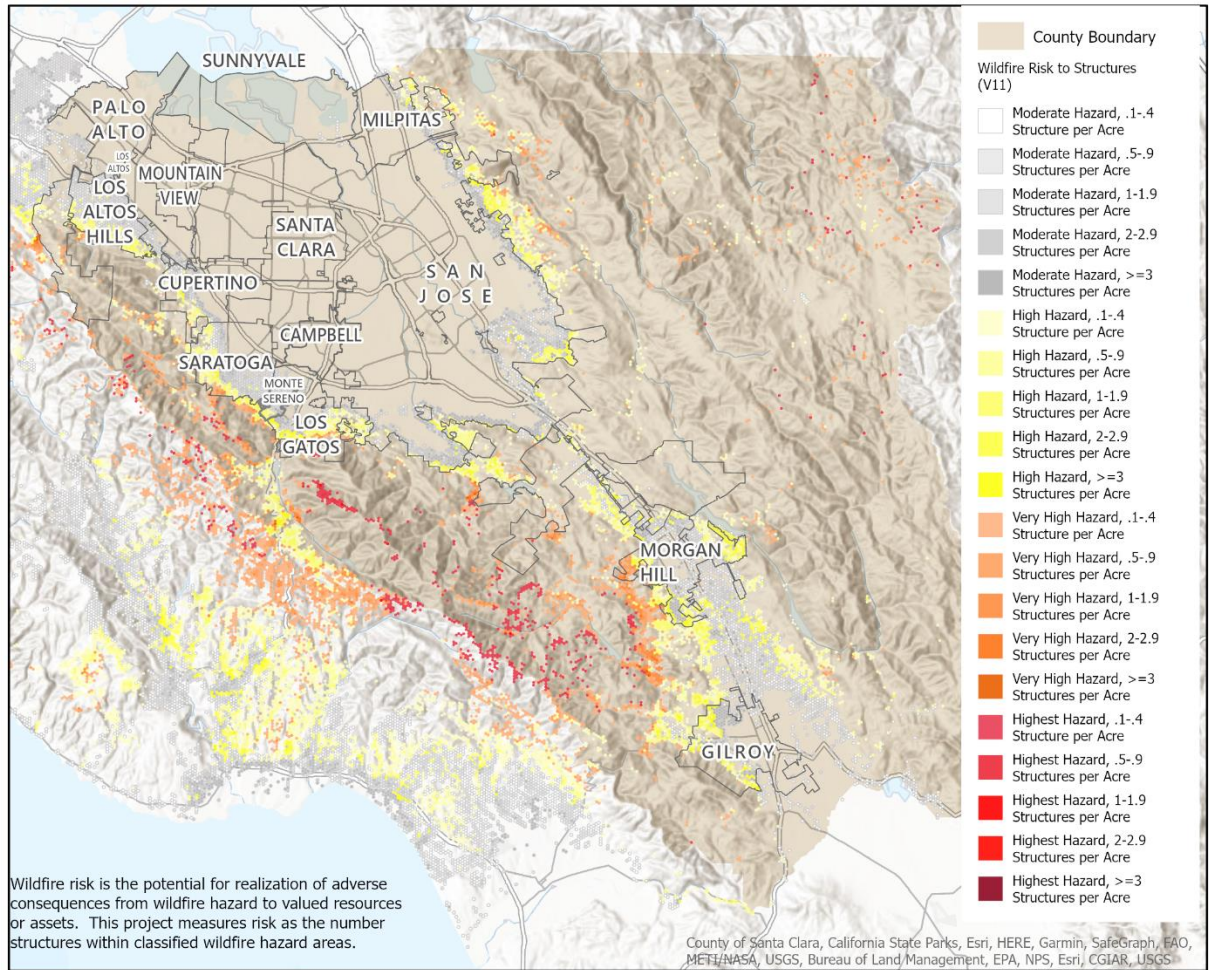 SUNNYVALE
PALO
ALTO
MILPITAS
LOS
ALTOS
MOUNTAIN
VIEW
LOS
ALTOS
HILLS
SANTA
CLARA
SAN
JOSE
CUPERTINO
CAMPBELL
SARATOGA
MONTE
SERENO
LOS
GATOS
MORGAN
HILL
GILROY
Wildfire risk is the potential for realization of adverse
consequences from wildfire hazard to valued resources
or assets. This project measures risk as the number
structures within classified wildfire hazard areas.
County of Santa Clara, California State Parks, Esri, HERE, Garmin, SafeGraph, FAO,
METI/NASA, USGS, Bureau of Land Management, EPA, NPS, Esri, CGIAR, USGS
County Boundary
Wildfire Risk to Structures
(V11)
Moderate Hazard, .1-.4
Structure per Acre
Moderate Hazard, .5-.9
Structures per Acre
Moderate Hazard, 1-1.9
Structures per Acre
Moderate Hazard, 2-2.9
Structures per Acre
Moderate Hazard, >=3
Structures per Acre
High Hazard, .1-.4
Structure per Acre
High Hazard, .5-.9
Structures per Acre
High Hazard, 1-1.9
Structures per Acre
High Hazard, 2-2.9
Structures per Acre
High Hazard, >=3
Structures per Acre
Very High Hazard, .1-.4
Structure per Acre
Very High Hazard, .5-.9
Structures per Acre
Very High Hazard, 1-1.9
Structures per Acre
Very High Hazard, 2-2.9
Structures per Acre
Very High Hazard, >=3
Structures per Acre
Highest Hazard, .1-.4
Structure per Acre
Highest Hazard, .5-.9
Structures per Acre
Highest Hazard, 1-1.9
Structures per Acre
Highest Hazard, 2-2.9
Structures per Acre
Highest Hazard, >=3
Structures per Acre